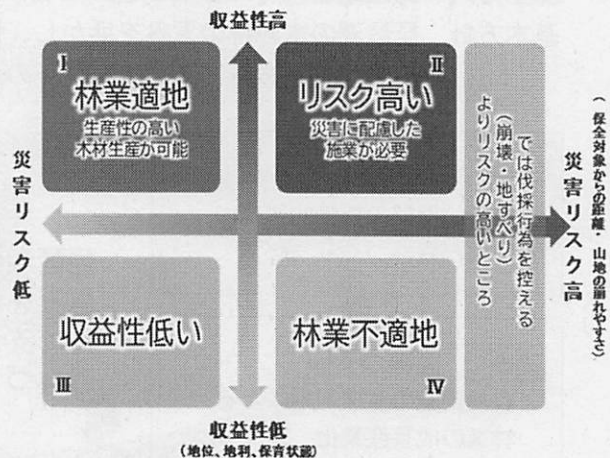 収益性高
I
林業適地
生産性の高い
木材生産が可能
II
リスク高い
災害に配慮した
施業が必要
よりリスクの高いところ
(崩壊・地すべり)
では伐採行為を控える
災害リスク低
災害リスク高
(保全対象からの距離・山地の崩れやすさ)
収益性低い
III
林業不適地
IV
収益性低
(地位、地利、保育状態)